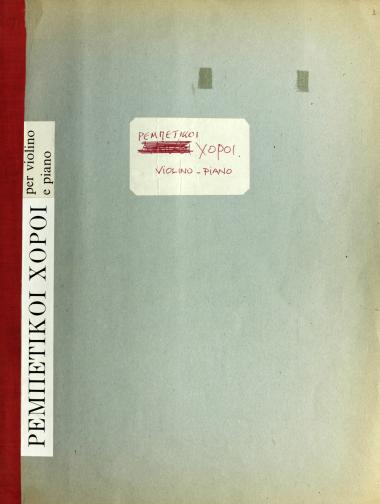 ΡΕΜΠΕΤΙΚΟΙ
ΧΟΡΟΙ.
VIOLINO - PIANO
ΡΕΜΠΕΤΙΚΟΙ ΧΟΡΟΙ
per violino
e piano